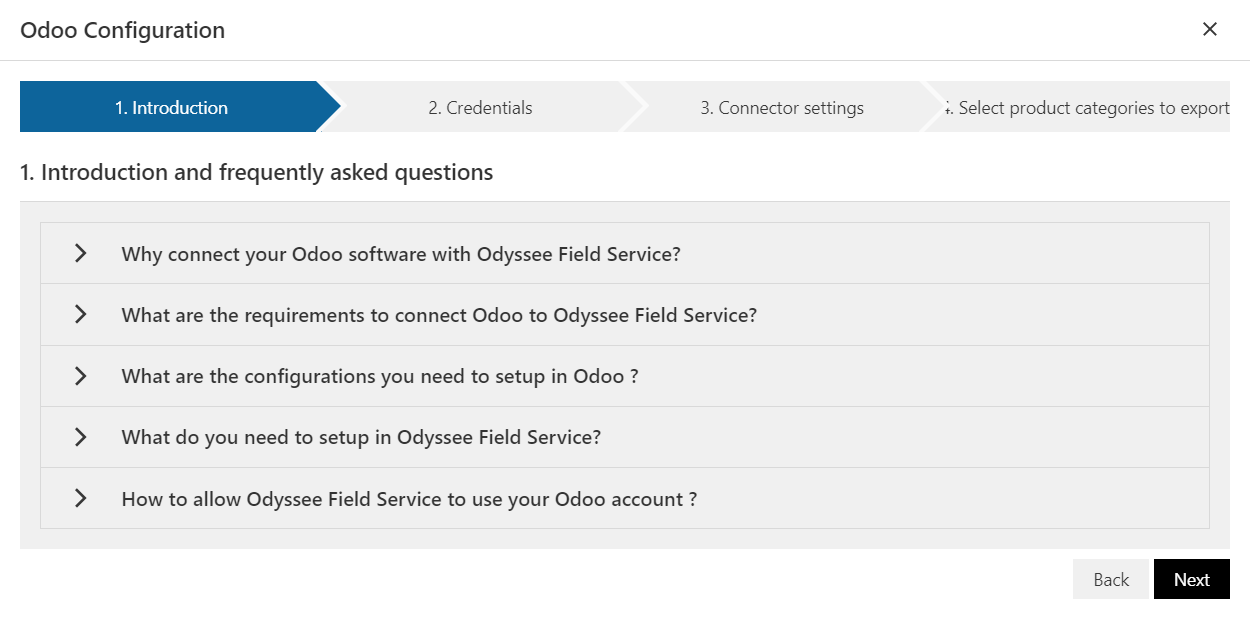 Odoo Configuration
1. Introduction
2. Credentials
3. Connector settings
4. Select product categories to export
1. Introduction and frequently asked questions
Why connect your Odoo software with Odyssee Field Service?
What are the requirements to connect Odoo to Odyssee Field Service?
What are the configurations you need to setup in Odoo ?
What do you need to setup in Odyssee Field Service?
How to allow Odyssee Field Service to use your Odoo account ?
Back
Next